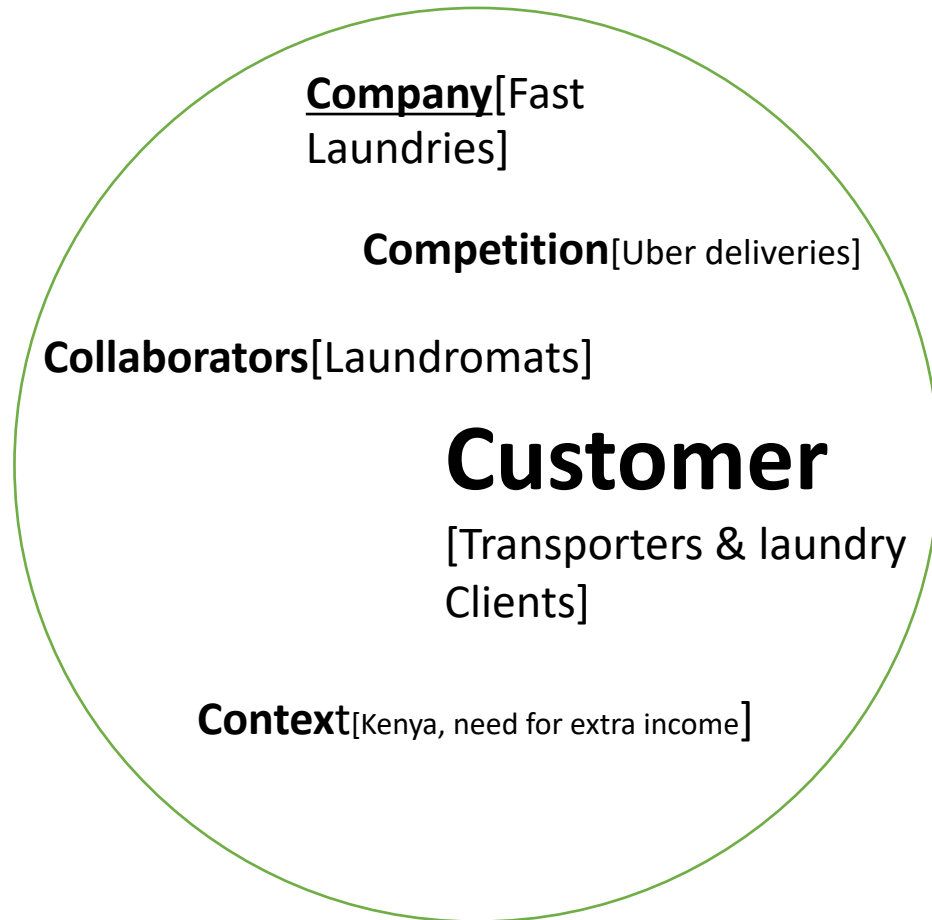 Company[Fast
Laundries]
Competition[Uber deliveries]
Collaborators[Laundromats]
Customer
[Transporters & laundry
Clients]
Context[Kenya, need for extra income]